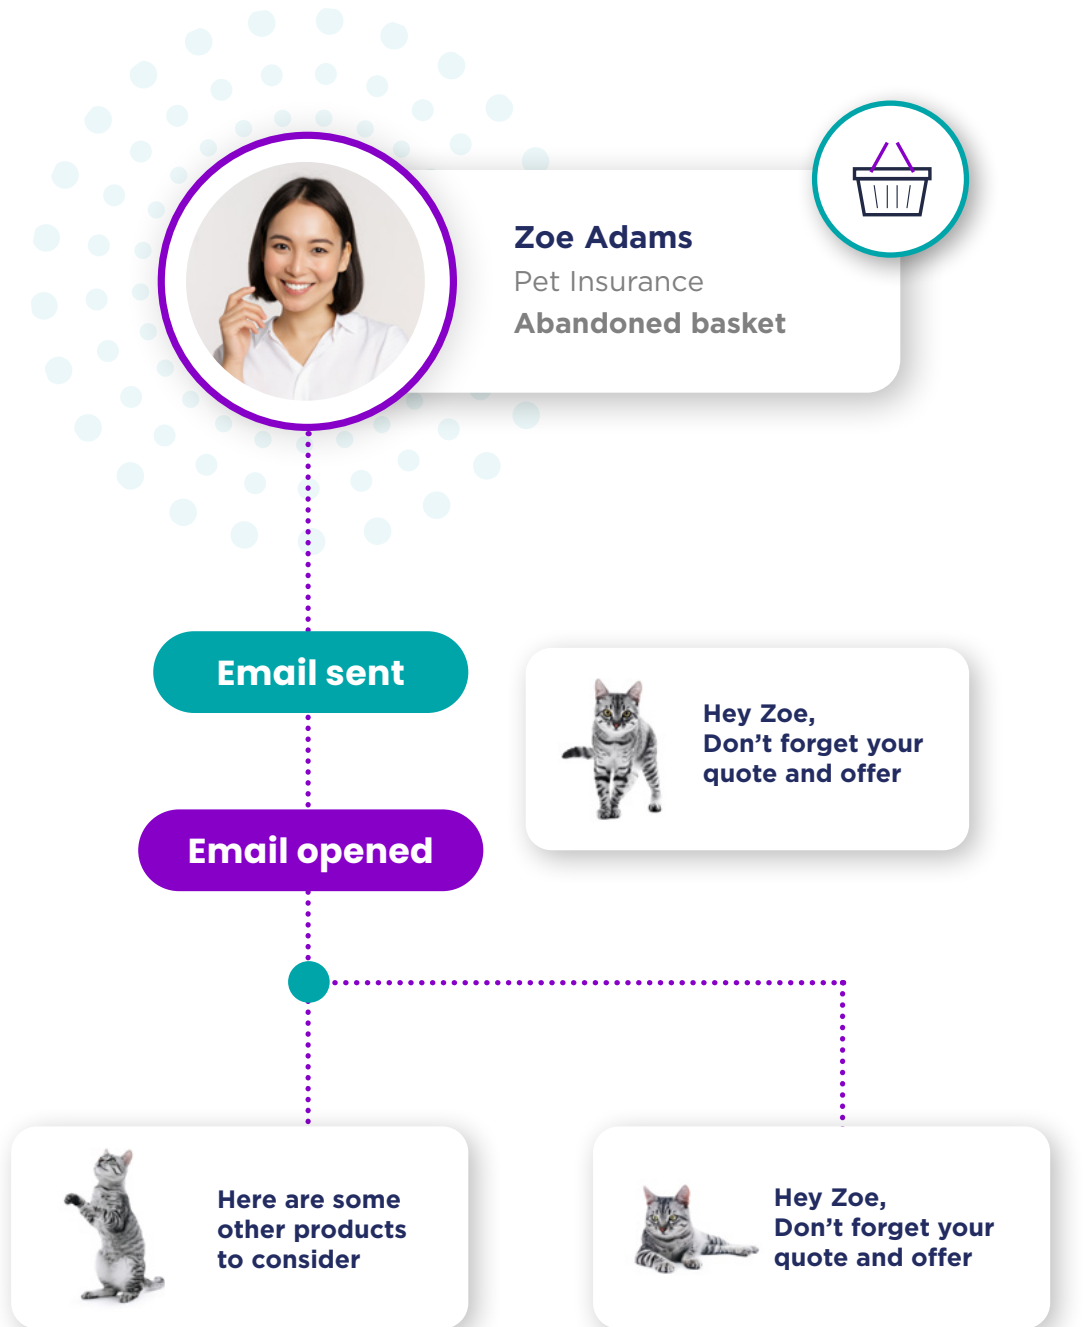 Zoe Adams
Pet Insurance
Abandoned basket
Email sent
Hey Zoe,
Don’t forget your
quote and offer
Email opened
Here are some
other products
to consider
Hey Zoe,
Don’t forget your
quote and offer